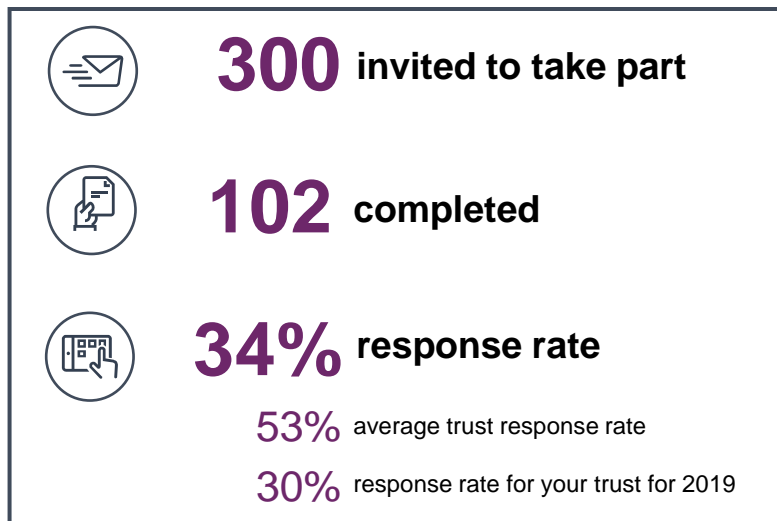 300 invited to take part
102 completed
34% response rate
53% average trust response rate
30% response rate for your trust for 2019